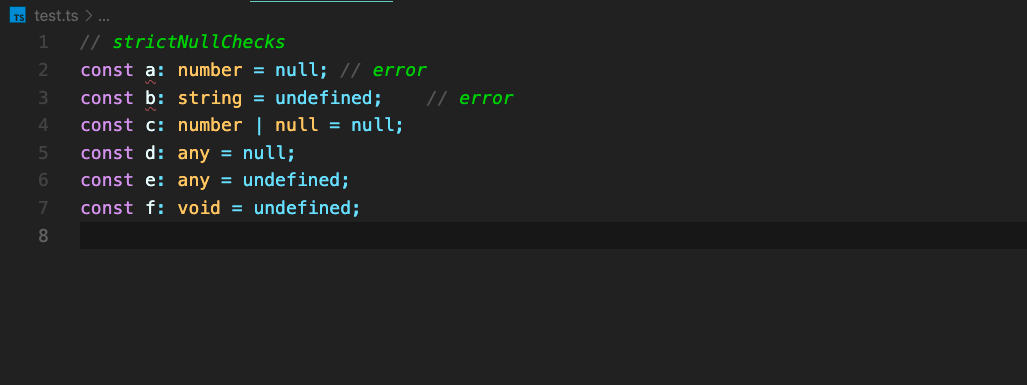 TS test.ts > ...
1 // strictNullChecks
2 const a: number = null; // error
3 const b: string = undefined;    // error
4 const c: number | null = null;
5 const d: any = null;
6 const e: any = undefined;
7 const f: void = undefined;
8